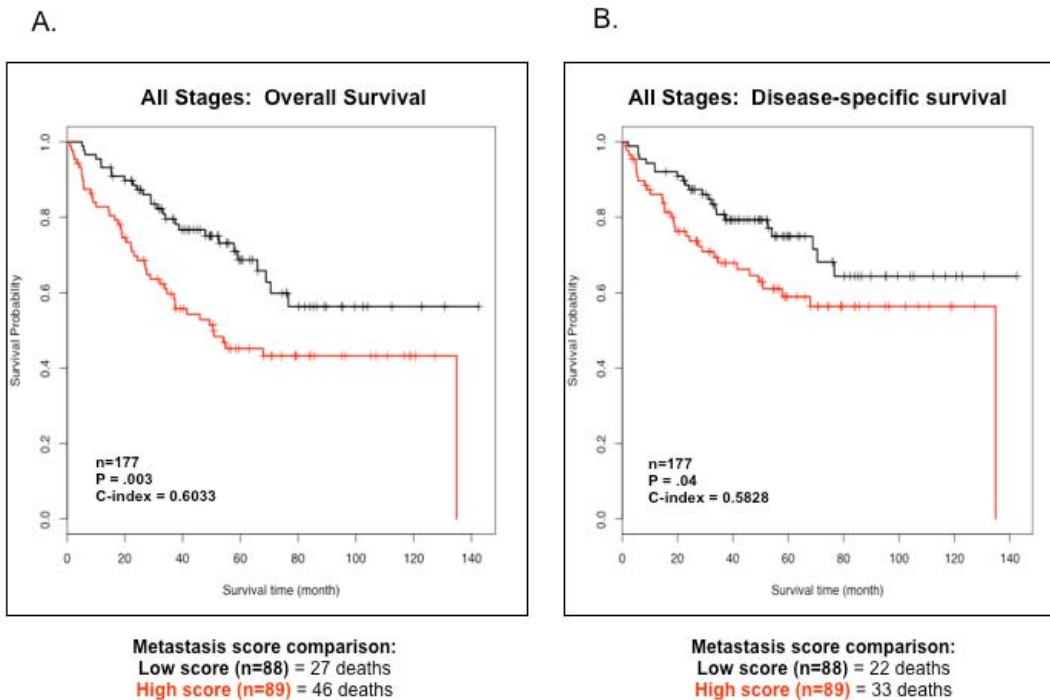 A.
All Stages: Overall Survival
Survival Probability
1.0
0.8
0.6
0.4
0.2
0.0
n=177
P = .003
C-index = 0.6033
0 20 40 60 80 100 120 140
Survival time (month)
Metastasis score comparison:
Low score (n=88) = 27 deaths
High score (n=89) = 46 deaths
B.
All Stages: Disease-specific survival
Survival Probability
1.0
0.8
0.6
0.4
0.2
0.0
n=177
P = .04
C-index = 0.5828
0 20 40 60 80 100 120 140
Survival time (month)
Metastasis score comparison:
Low score (n=88) = 22 deaths
High score (n=89) = 33 deaths